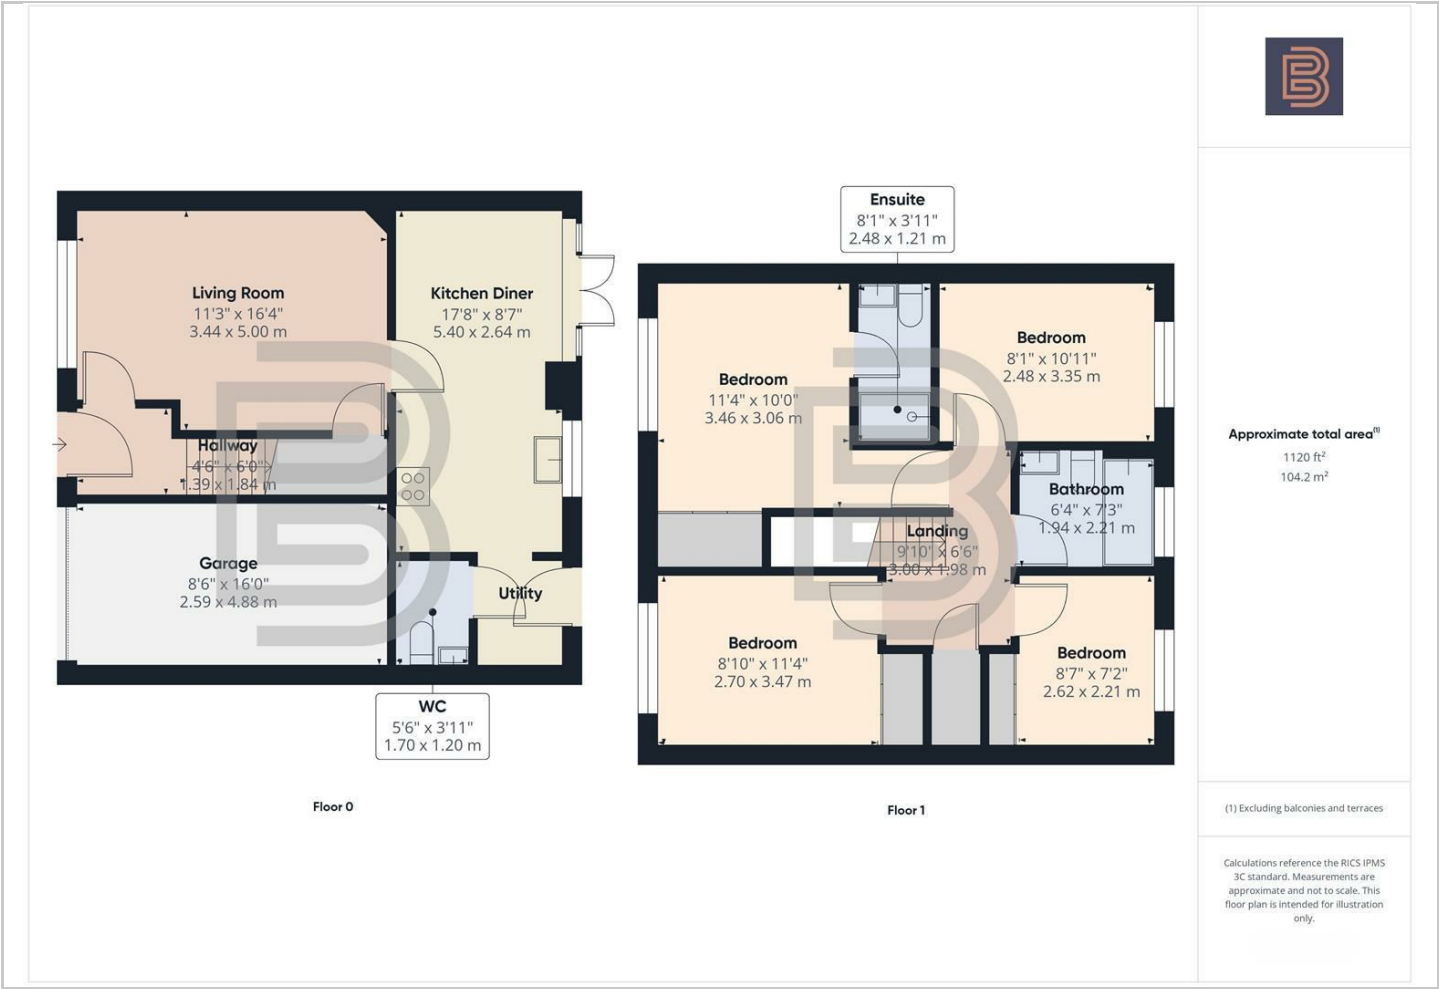 Ensuite
8'1" x 3'11"
2.48 x 1.21 m
Living Room
11'3" x 16'4"
3.44 x 5.00 m
Kitchen Diner
17'8" x 8'7"
5.40 x 2.64 m
Hallway
4'6" x 6'0"
1.39 x 1.84 m
Garage
8'6" x 16'0"
2.59 x 4.88 m
Utility
WC
5'6" x 3'11"
1.70 x 1.20 m
Floor 0
Bedroom
11'4" x 10'0"
3.46 x 3.06 m
Bedroom
8'1" x 10'11"
2.48 x 3.35 m
Bathroom
6'4" x 7'3"
1.94 x 2.21 m
Landing
9'10" x 6'6"
3.00 x 1.98 m
Bedroom
8'10" x 11'4"
2.70 x 3.47 m
Bedroom
8'7" x 7'2"
2.62 x 2.21 m
Floor 1
Approximate total area(1)
1120 ft²
104.2 m²
(1) Excluding balconies and terraces
Calculations reference the RICS IPMS
3C standard. Measurements are
approximate and not to scale. This
floor plan is intended for illustration
only.